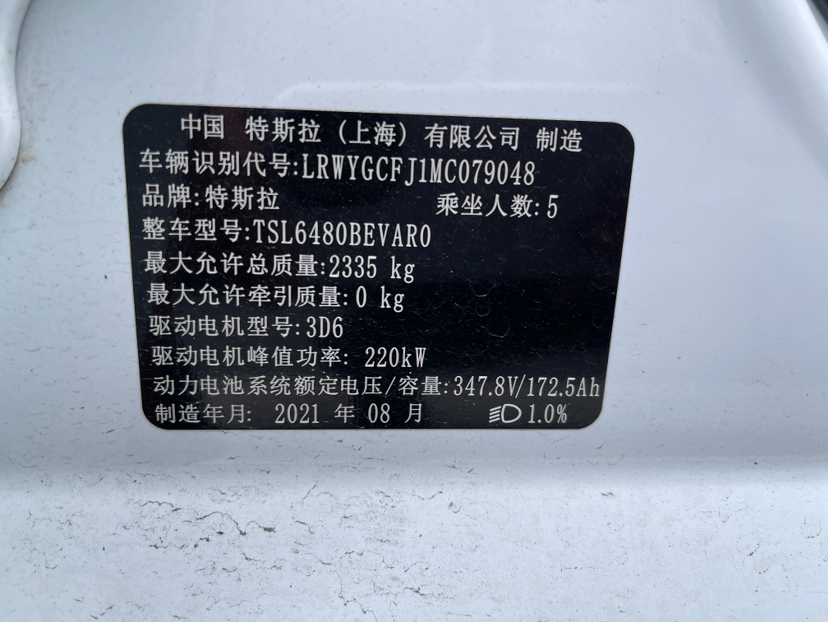 中国 特斯拉 (上海) 有限公司 制造
车辆识别代号:LRWYGCFJ1MC079048
品牌:特斯拉 乘坐人数:5
整车型号:TSL6480BEVAR0
最大允许总质量:2335 kg
最大允许牵引质量:0 kg
驱动电机型号:3D6
驱动电机峰值功率: 220kW
动力电池系统额定电压/容量:347.8V/172.5Ah
制造年月: 2021 年 08 月 1.0%